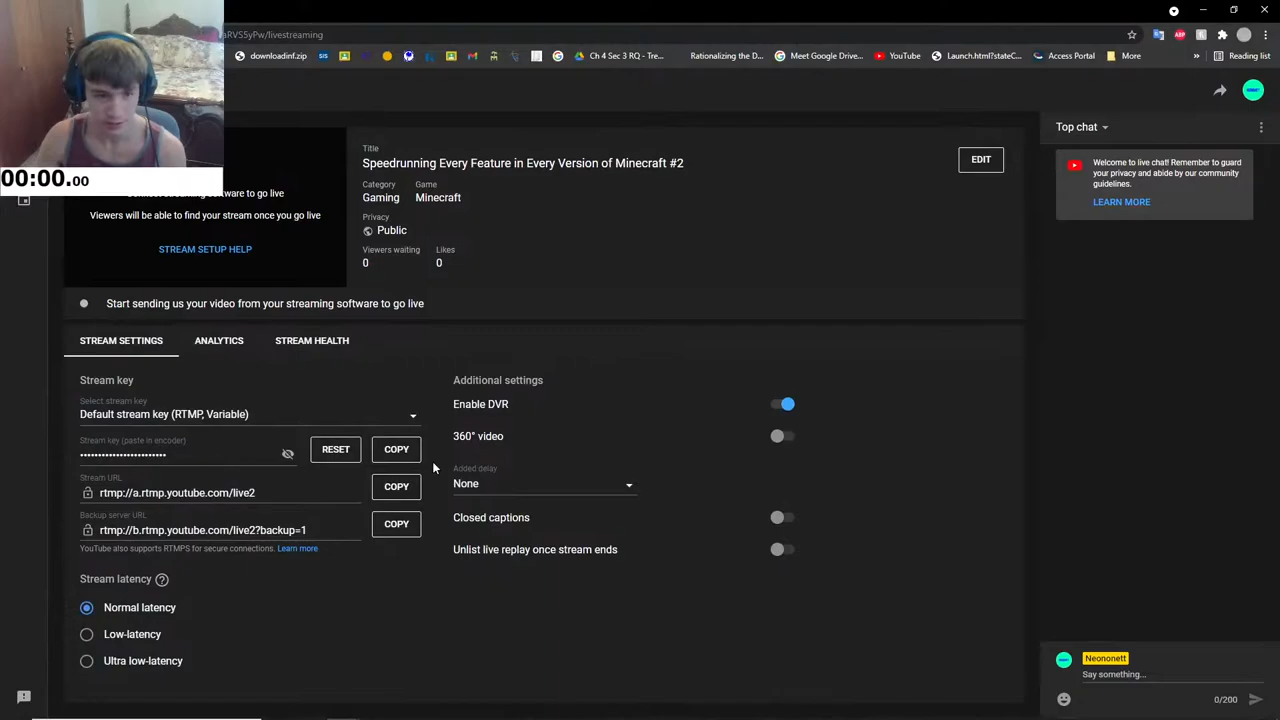 aRVS5yPw/livestreaming
downloadinf.zip
SIS
Ch 4 Sec 3 RQ - Tre...
Rationalizing the D...
Meet Google Drive...
YouTube
Launch.html?stateC...
Access Portal
More
»
Reading list
00:00.00
Viewers will be able to find your stream once you go live
STREAM SETUP HELP
Title
Speedrunning Every Feature in Every Version of Minecraft #2
EDIT
Category
Game
Gaming
Minecraft
Privacy
Public
Viewers waiting
Likes
0
0
Start sending us your video from your streaming software to go live
STREAM SETTINGS
ANALYTICS
STREAM HEALTH
Stream key
Select stream key
Default stream key (RTMP, Variable)
Stream key (paste in encoder)
••••••••••••••••••••••••
RESET
COPY
Stream URL
rtmp://a.rtmp.youtube.com/live2
COPY
Backup server URL
rtmp://b.rtmp.youtube.com/live2?backup=1
COPY
YouTube also supports RTMPS for secure connections. Learn more
Stream latency
Normal latency
Low-latency
Ultra low-latency
Additional settings
Enable DVR
360° video
Added delay
None
Closed captions
Unlist live replay once stream ends
Top chat
Welcome to live chat! Remember to guard
your privacy and abide by our community
guidelines.
LEARN MORE
Neononett
Say something...
0/200